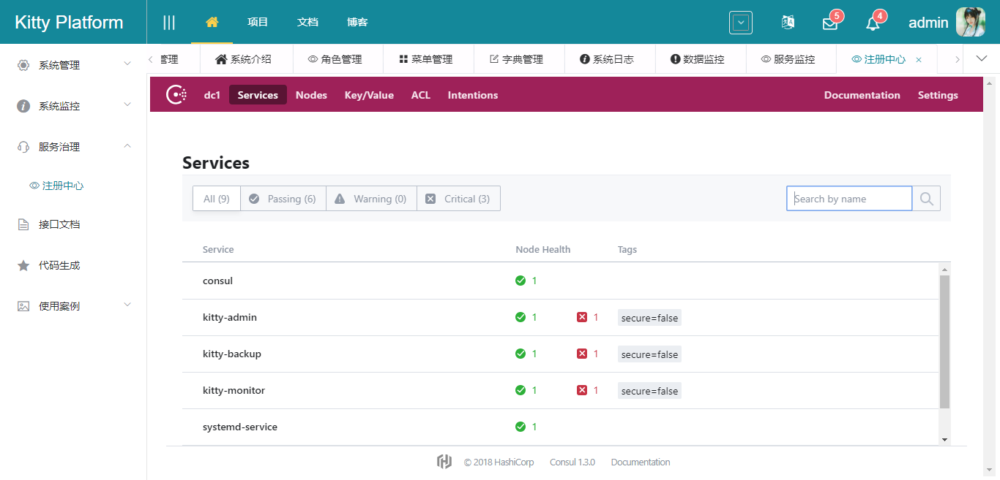 Kitty Platform
项目 文档 博客
5 4 admin
系统管理
系统监控
服务治理
注册中心
接口文档
代码生成
使用案例
管理 系统介绍 角色管理 菜单管理 字典管理 系统日志 数据监控 服务监控 注册中心
dc1 Services Nodes Key/Value ACL Intentions Documentation Settings
Services
All (9) Passing (6) Warning (0) Critical (3) Search by name
Service Node Health Tags
consul 1
kitty-admin 1 1 secure=false
kitty-backup 1 1 secure=false
kitty-monitor 1 1 secure=false
systemd-service 1
© 2018 HashiCorp Consul 1.3.0 Documentation